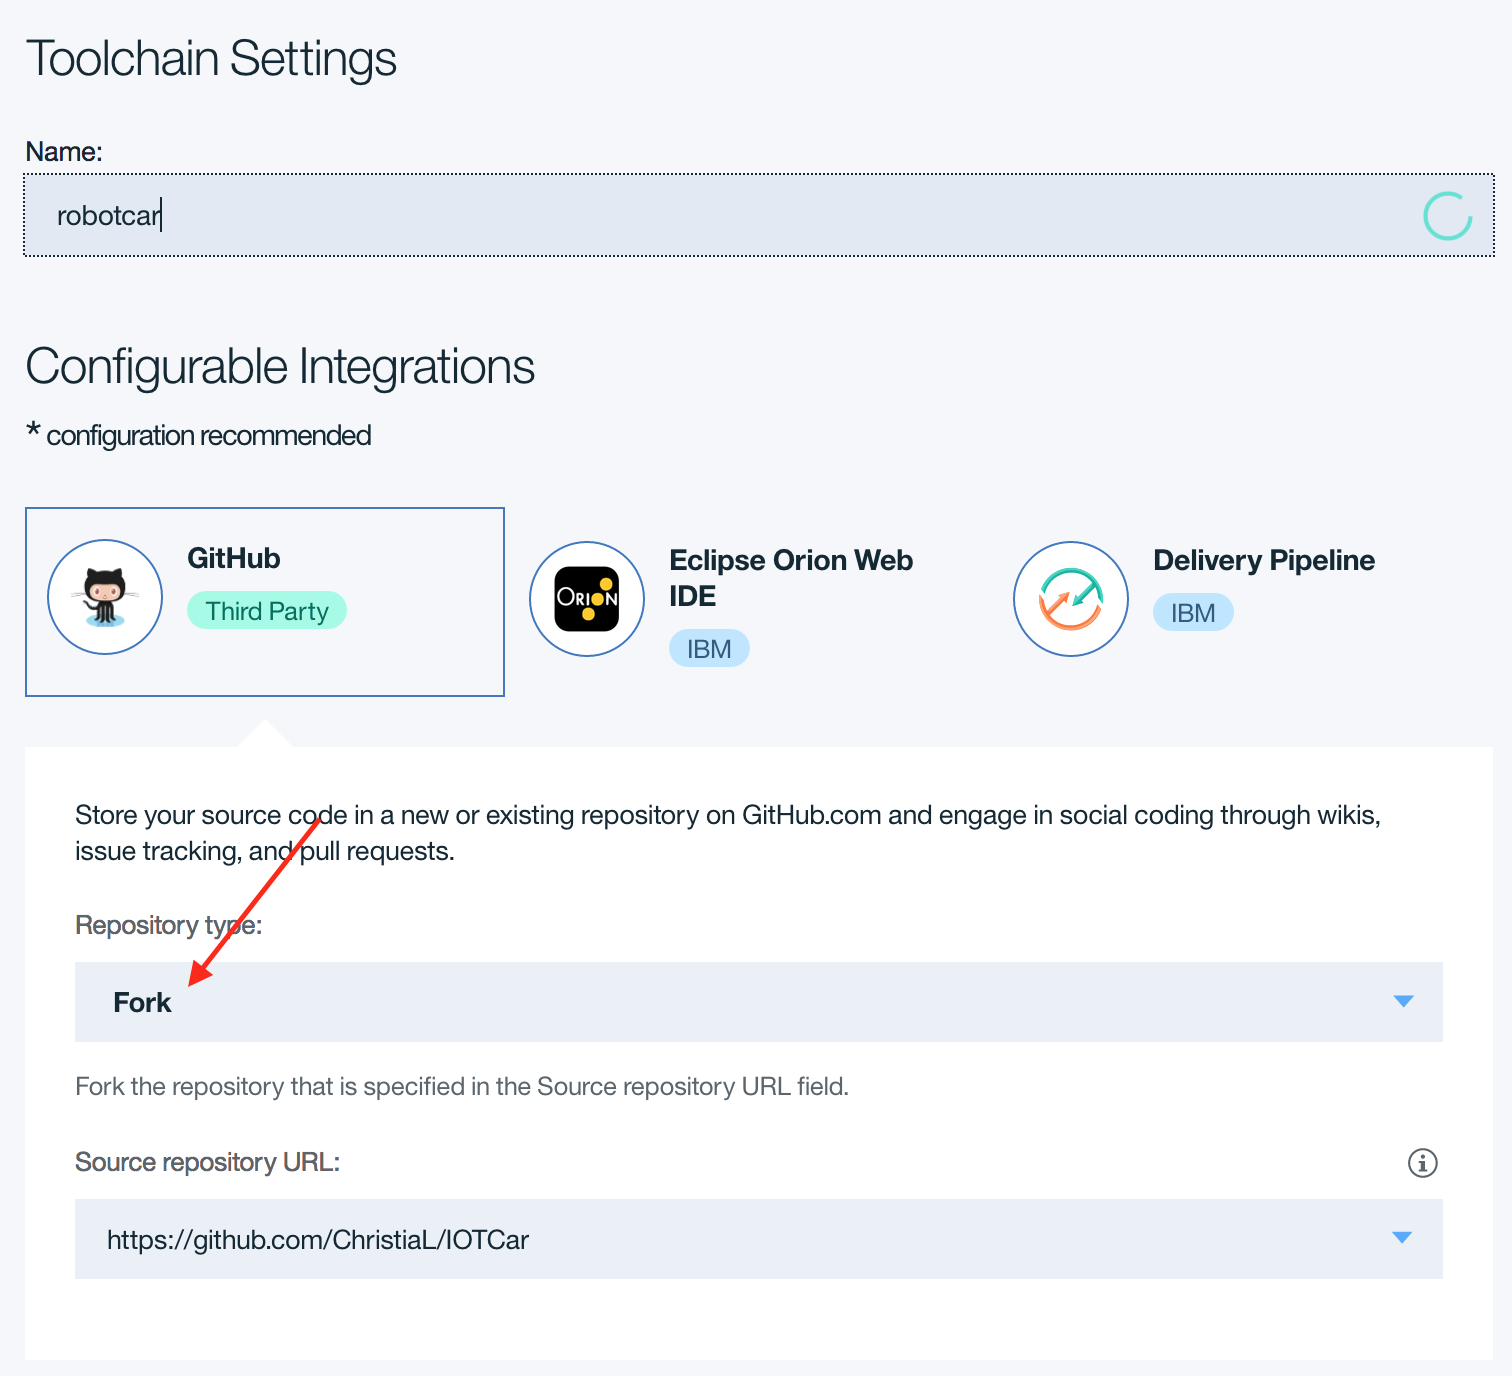 Toolchain Settings
Name:
robotcar
Configurable Integrations
* configuration recommended
GitHub
Third Party
ORION
Eclipse Orion Web
IDE
IBM
Delivery Pipeline
IBM
Store your source code in a new or existing repository on GitHub.com and engage in social coding through wikis,
issue tracking, and pull requests.
Repository type:
Fork
Fork the repository that is specified in the Source repository URL field.
Source repository URL:
https://github.com/ChristiaL/IOTCar